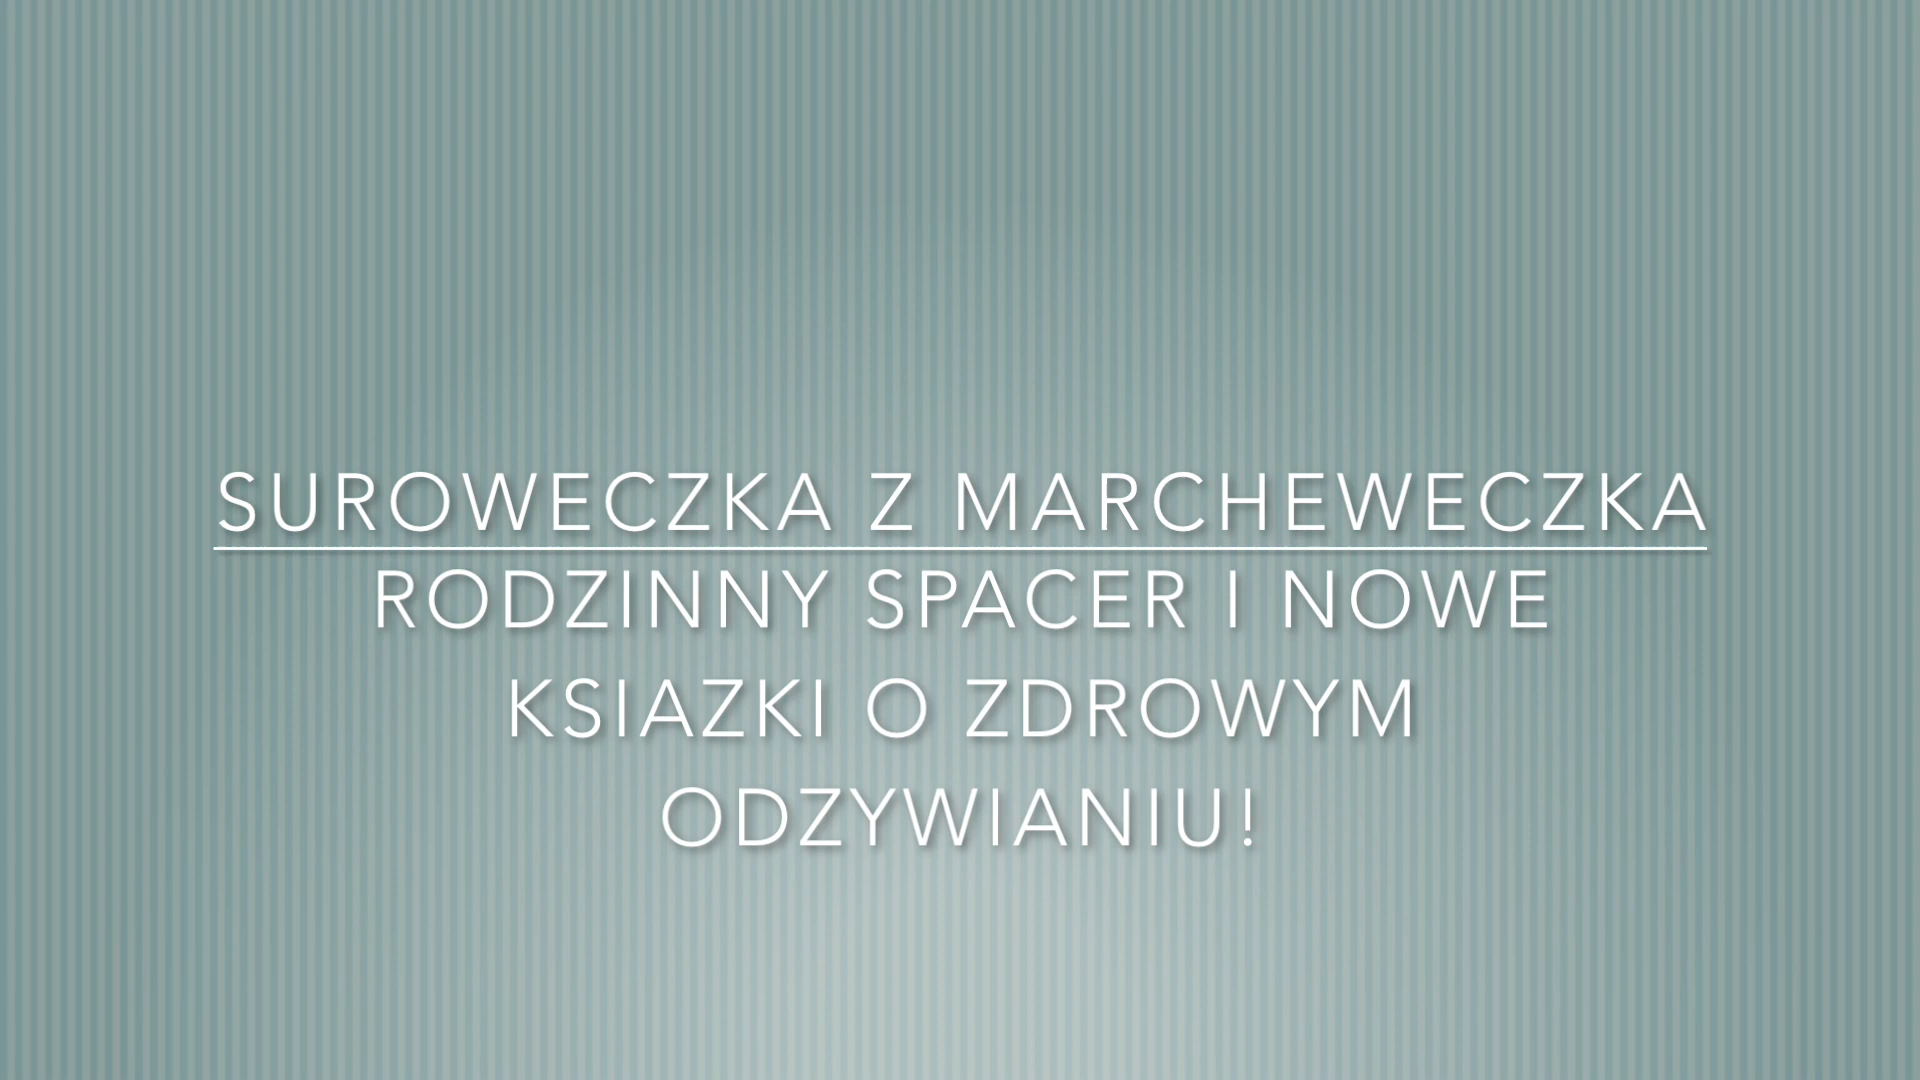 SUROWECZKA Z MARCHEWECZKA
RODZINNY SPACER I NOWE
KSIAZKI O ZDROWYM
ODZYWIANIU!